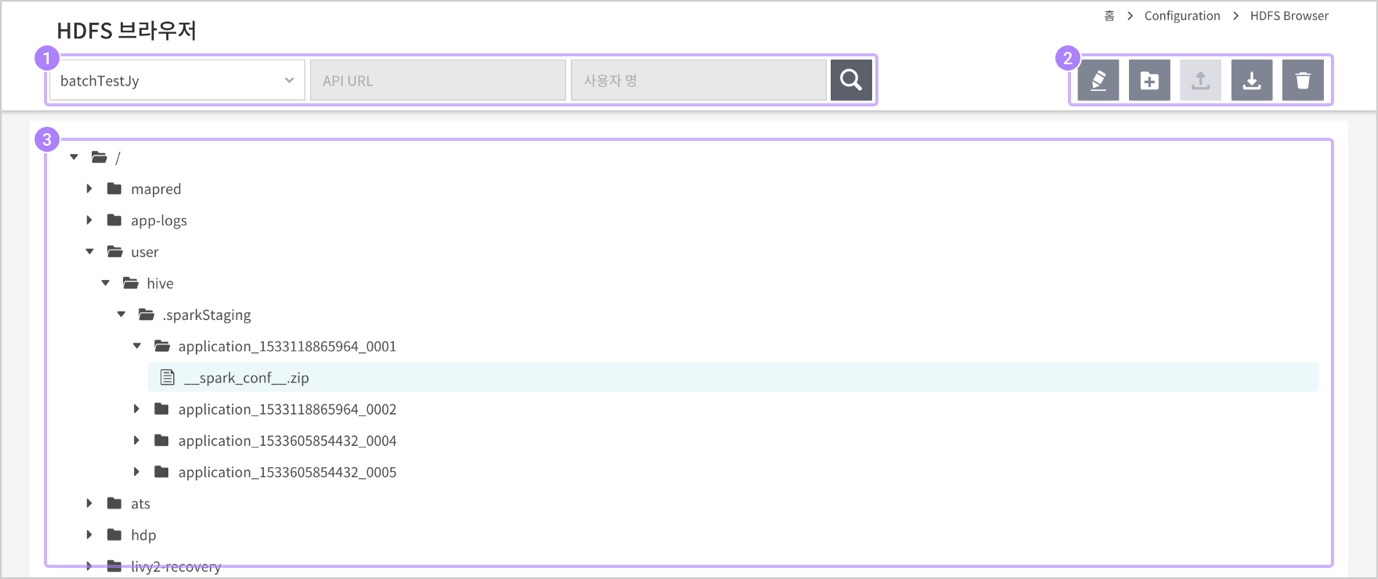 홈 > Configuration > HDFS Browser
HDFS 브라우저
1
2
batchTestJy API URL 사용자 명
3
/
mapred
app-logs
user
hive
.sparkStaging
application_1533118865964_0001
__spark_conf__.zip
application_1533118865964_0002
application_1533605854432_0004
application_1533605854432_0005
ats
hdp
livy2-recovery